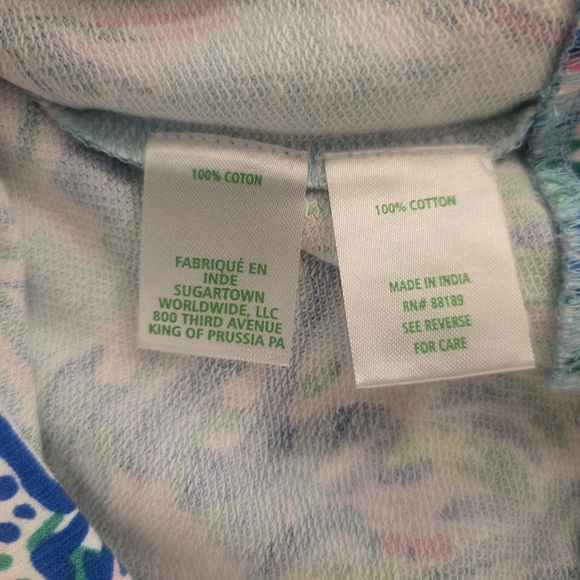 100% COTON
FABRIQUÉ EN
INDE
SUGARTOWN
WORLDWIDE, LLC
800 THIRD AVENUE
KING OF PRUSSIA PA
100% COTTON
MADE IN INDIA
RN# 88189
SEE REVERSE
FOR CARE